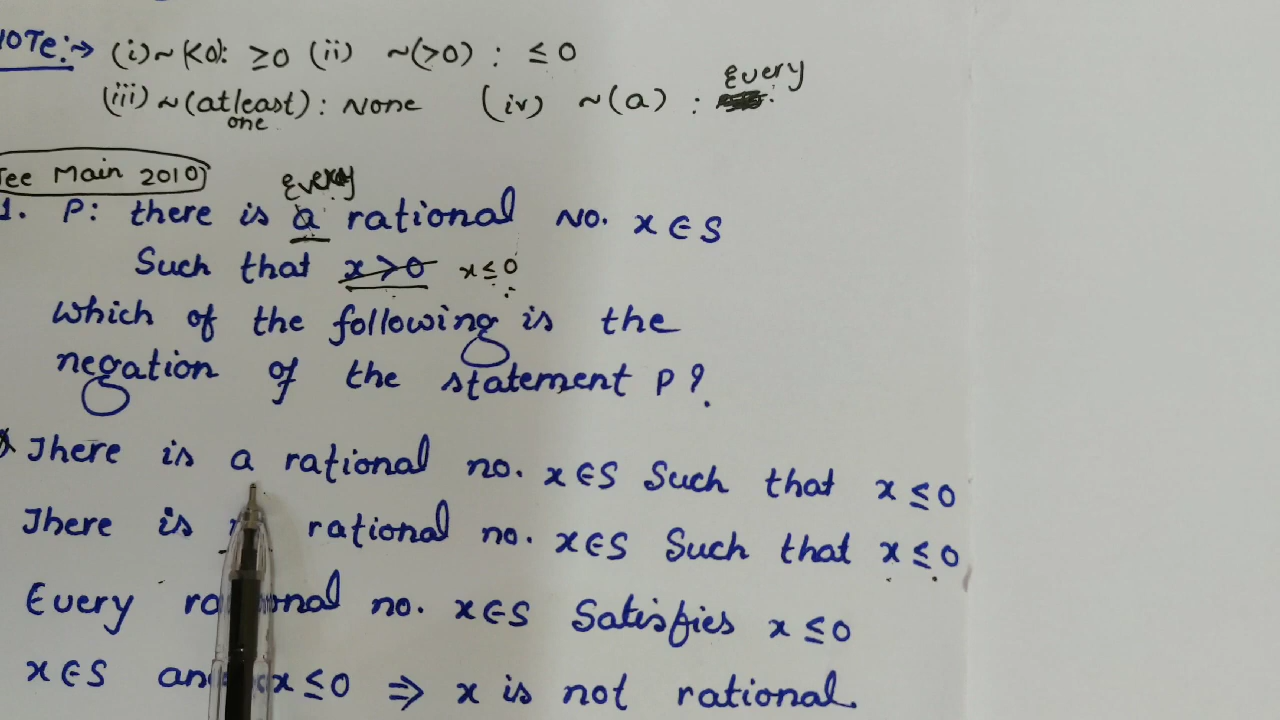 NOTE:→ (i) ~ (<0): ≥0 (ii) ~(>0) : ≤ 0
(iii) ~ (atleast one) : None (iv) ~(a) : Every
Jee Main 2010
1. P: there is a rational no. x ∈ S
every
Such that x>0 x≤0
which of the following is the
negation of the statement P?
There is a rational no. x∈S Such that x≤0
There is rational no. x∈S Such that x≤0
Every rational no. x∈S Satisfies x≤0
x∈S and x≤0 ⇒ x is not rational.